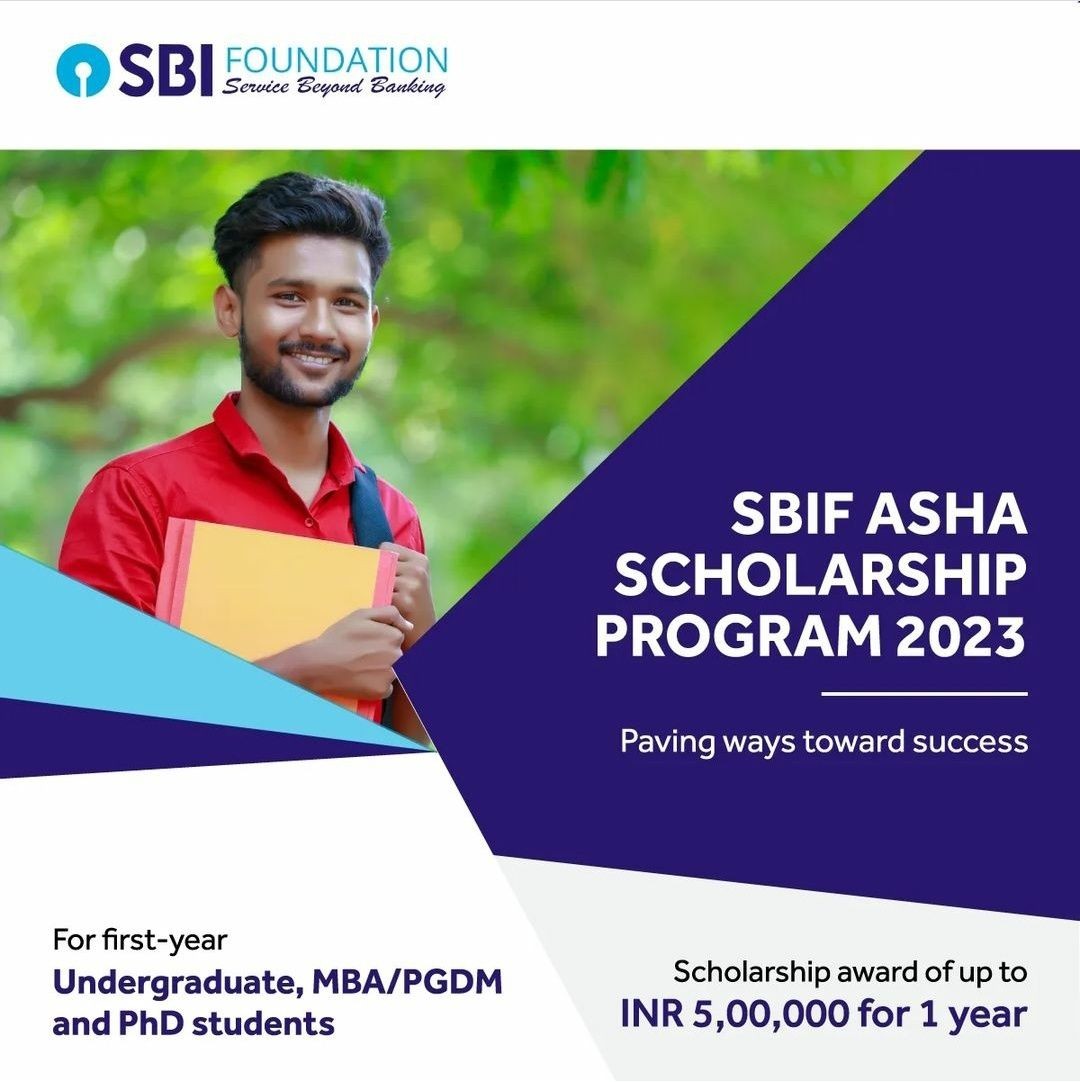 SBI FOUNDATION
Service Beyond Banking
SBIF ASHA
SCHOLARSHIP
PROGRAM 2023
Paving ways toward success
For first-year
Undergraduate, MBA/PGDM
and PhD students
Scholarship award of up to
INR 5,00,000 for 1 year